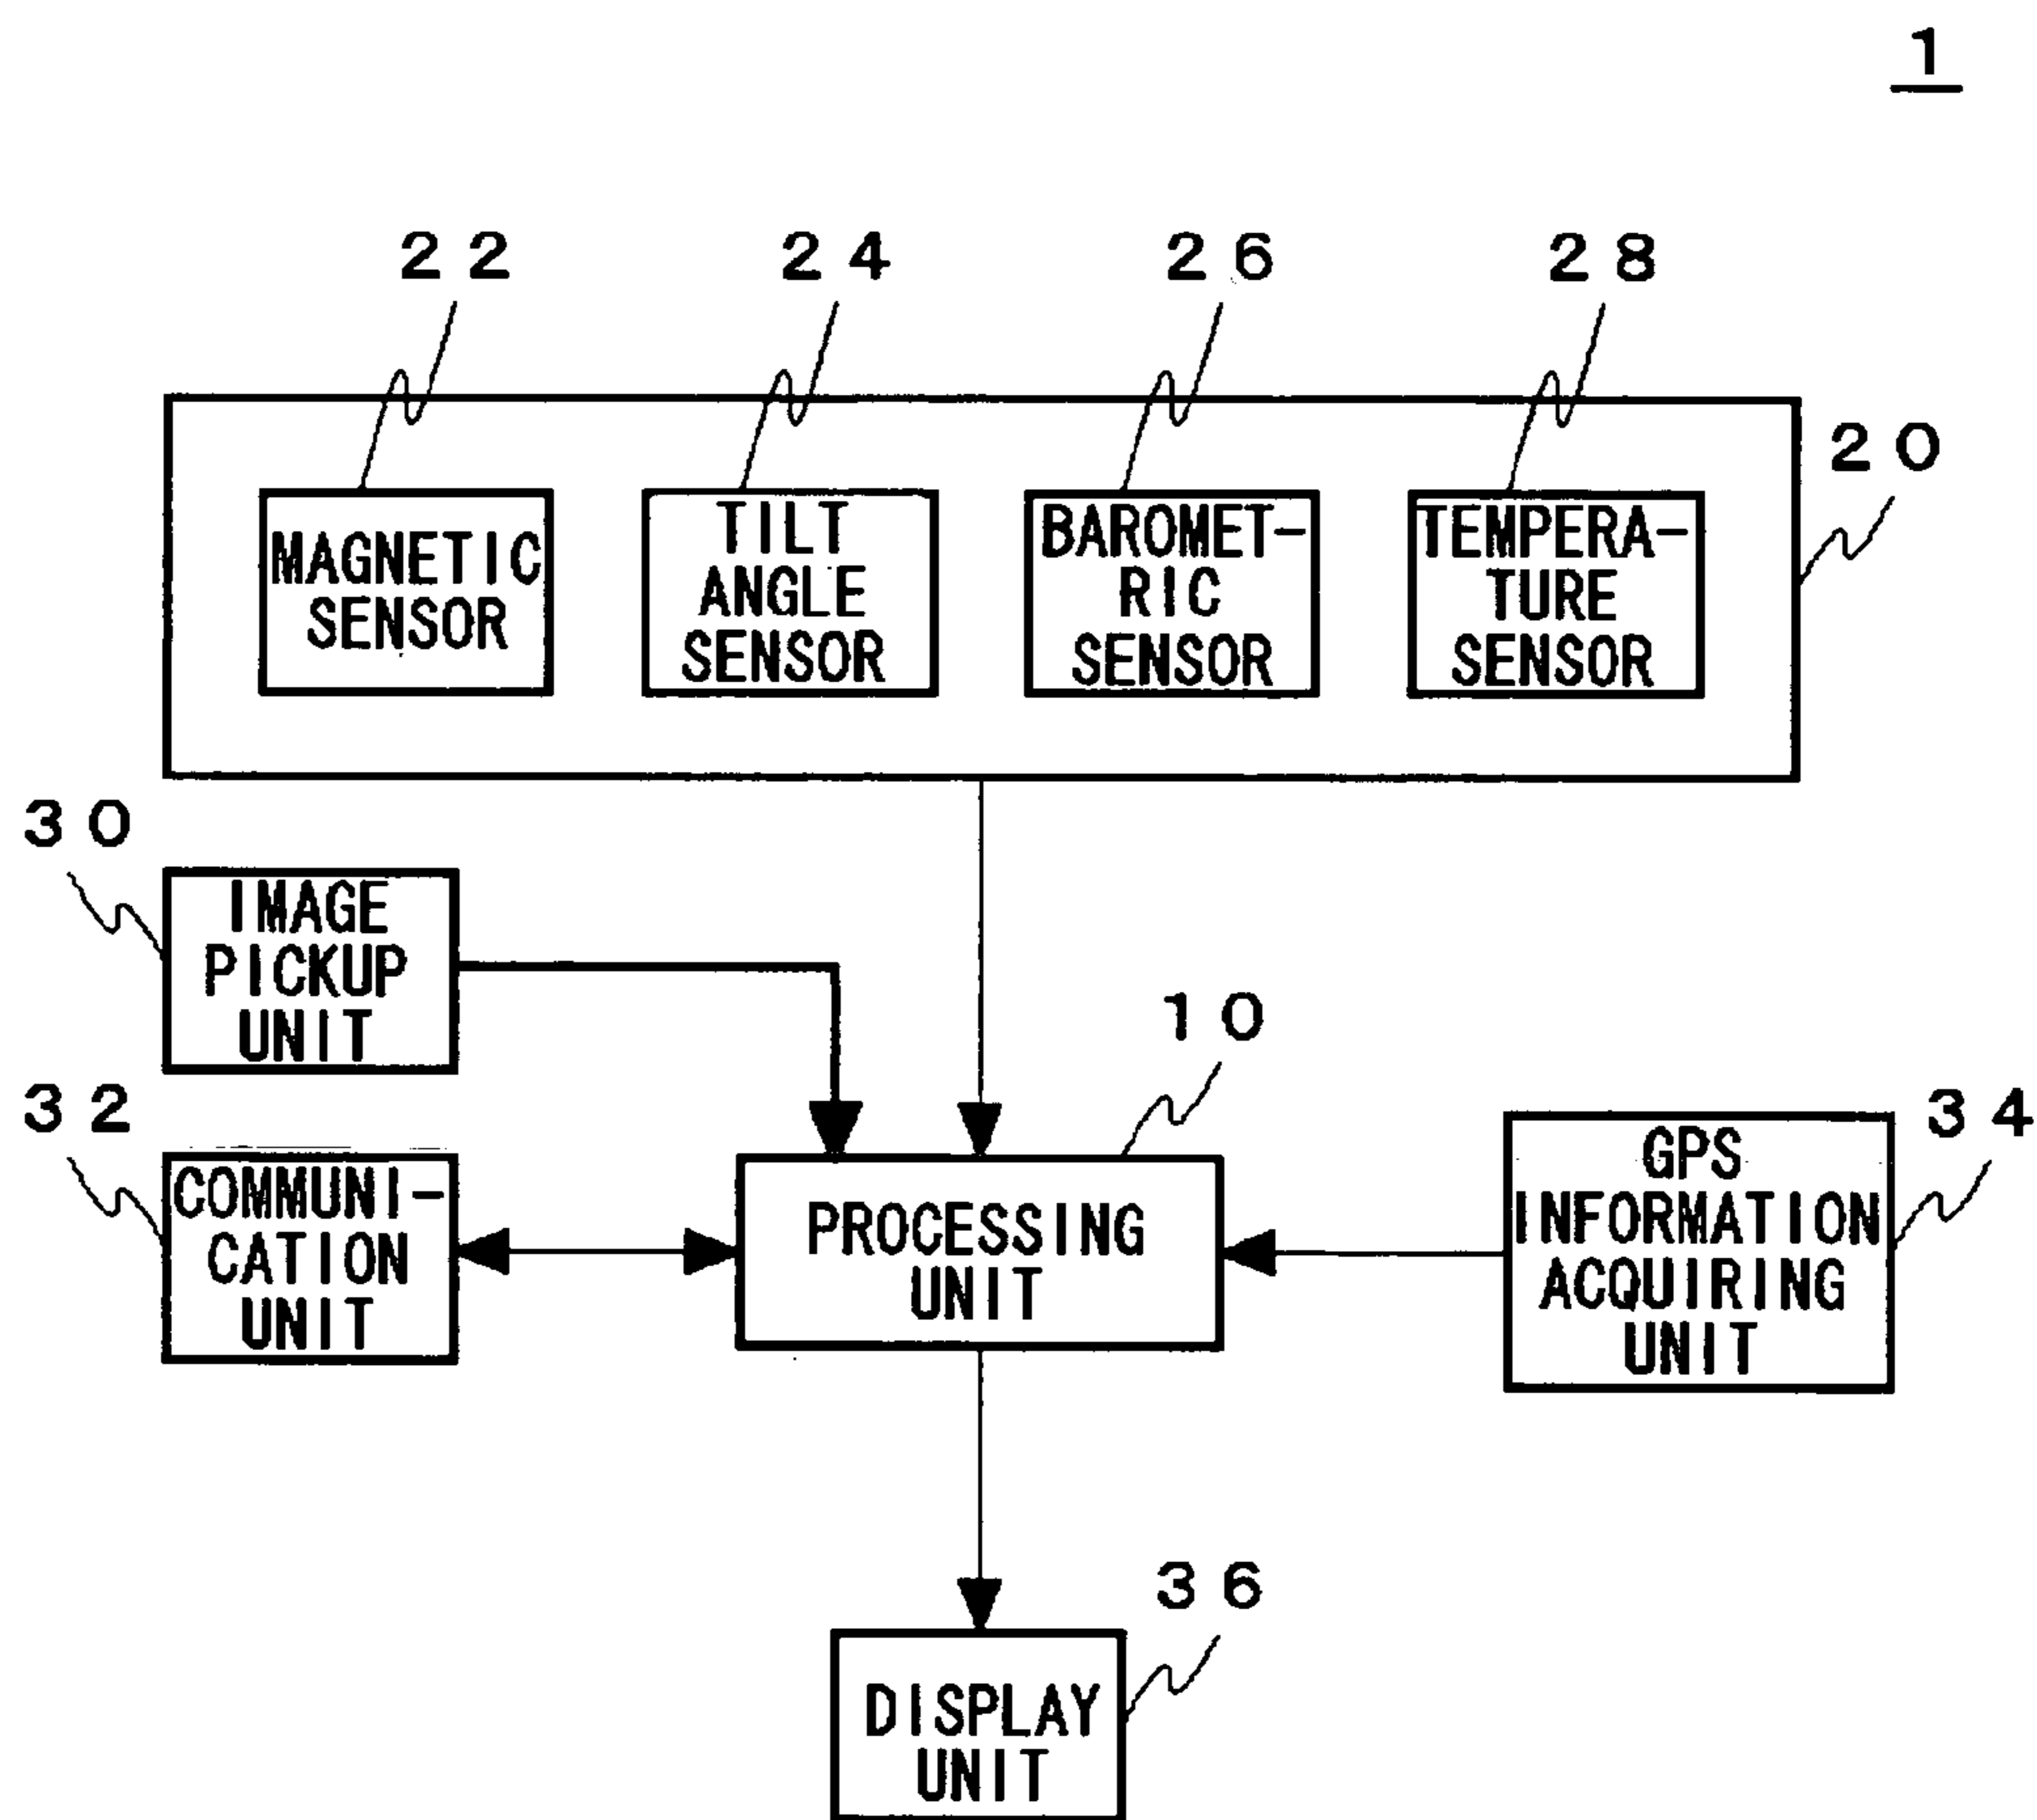 1
22
24
26
28
20
MAGNETIC
SENSOR
TILT
ANGLE
SENSOR
BAROMET-
RIC
SENSOR
TEMPERA-
TURE
SENSOR
30
IMAGE
PICKUP
UNIT
10
32
COMMUNI-
CATION
UNIT
PROCESSING
UNIT
34
GPS
INFORMATION
ACQUIRING
UNIT
36
DISPLAY
UNIT